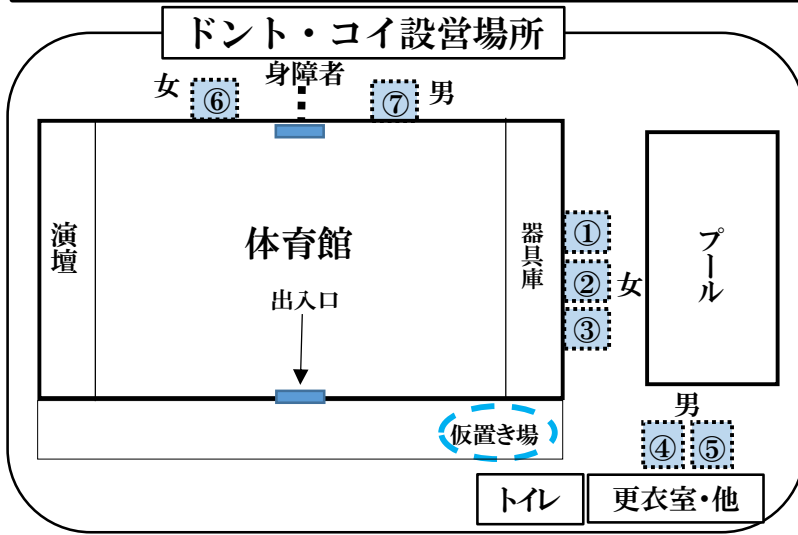 ドント・コイ設営場所
身障者
女
⑥
⑦
男
演壇
体育館
器具庫
①
②
③
女
プール
出入口
仮置き場
男
④
⑤
トイレ
更衣室・他